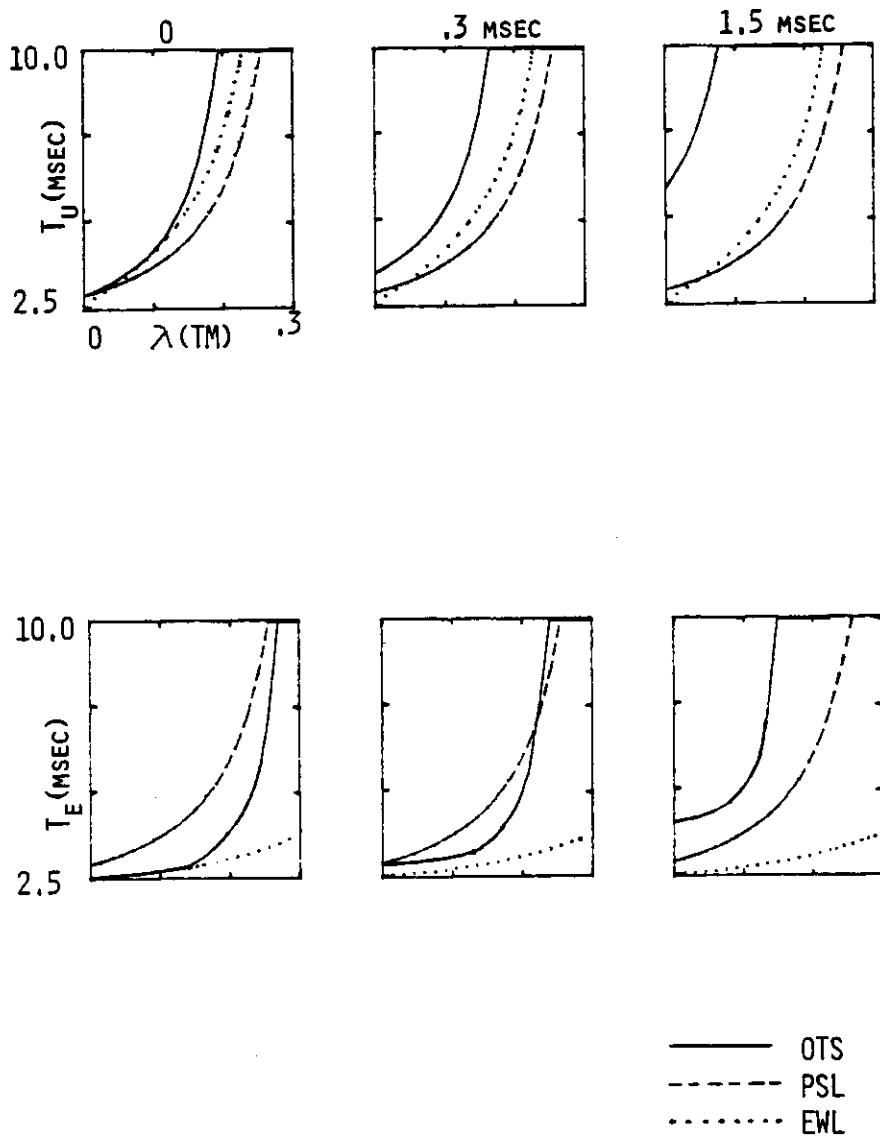 0 .3 MSEC 1.5 MSEC
10.0
T_U (MSEC)
2.5
0 λ(TM) .3
10.0
T_E (MSEC)
2.5
OTS
PSL
EWL